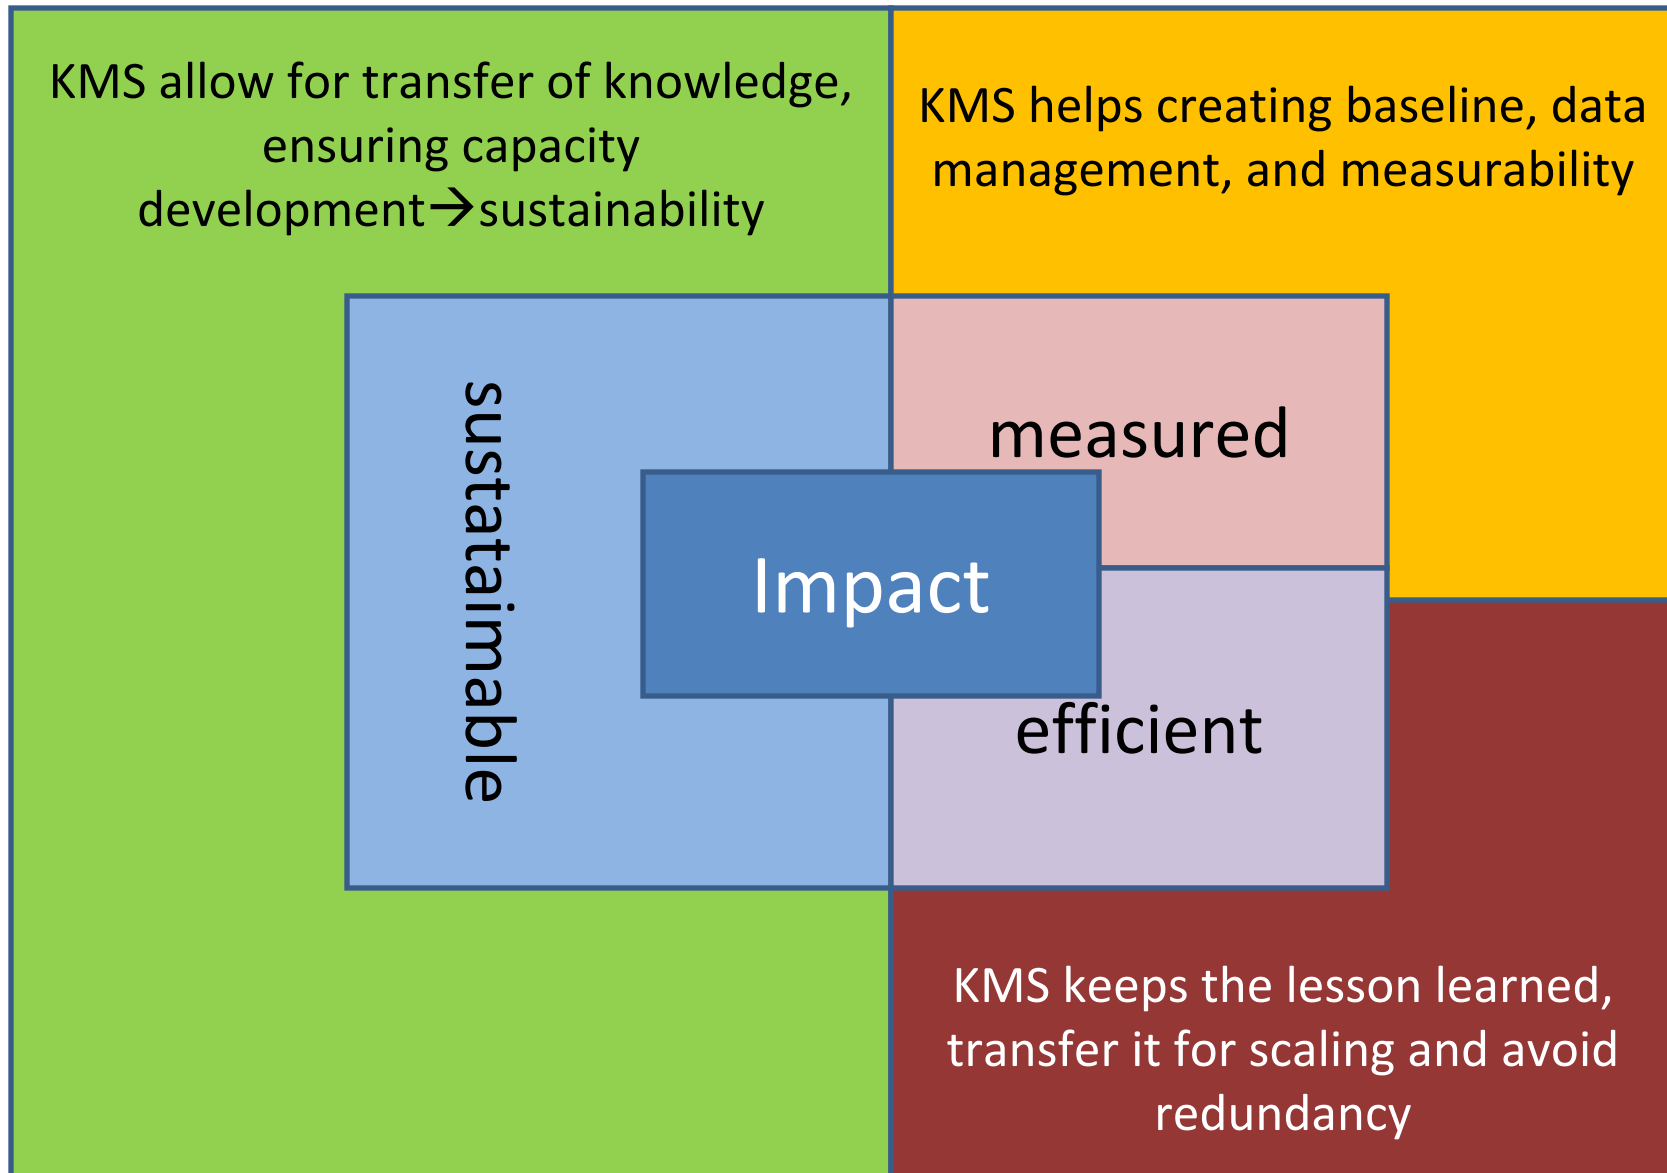 KMS allow for transfer of knowledge,
ensuring capacity
development→sustainability
KMS helps creating baseline, data
management, and measurability
sustataimable
measured
Impact
efficient
KMS keeps the lesson learned,
transfer it for scaling and avoid
redundancy